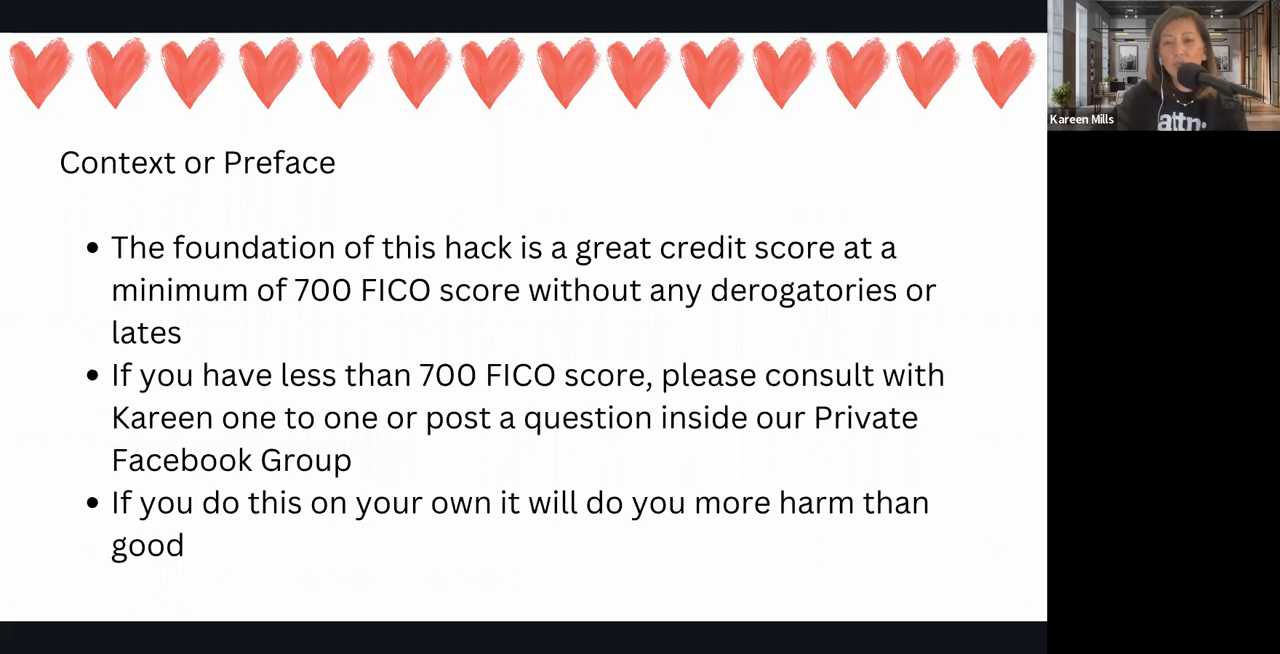 Context or Preface
The foundation of this hack is a great credit score at a
minimum of 700 FICO score without any derogatories or
lates
If you have less than 700 FICO score, please consult with
Kareen one to one or post a question inside our Private
Facebook Group
If you do this on your own it will do you more harm than
good
Kareen Mills
attn: